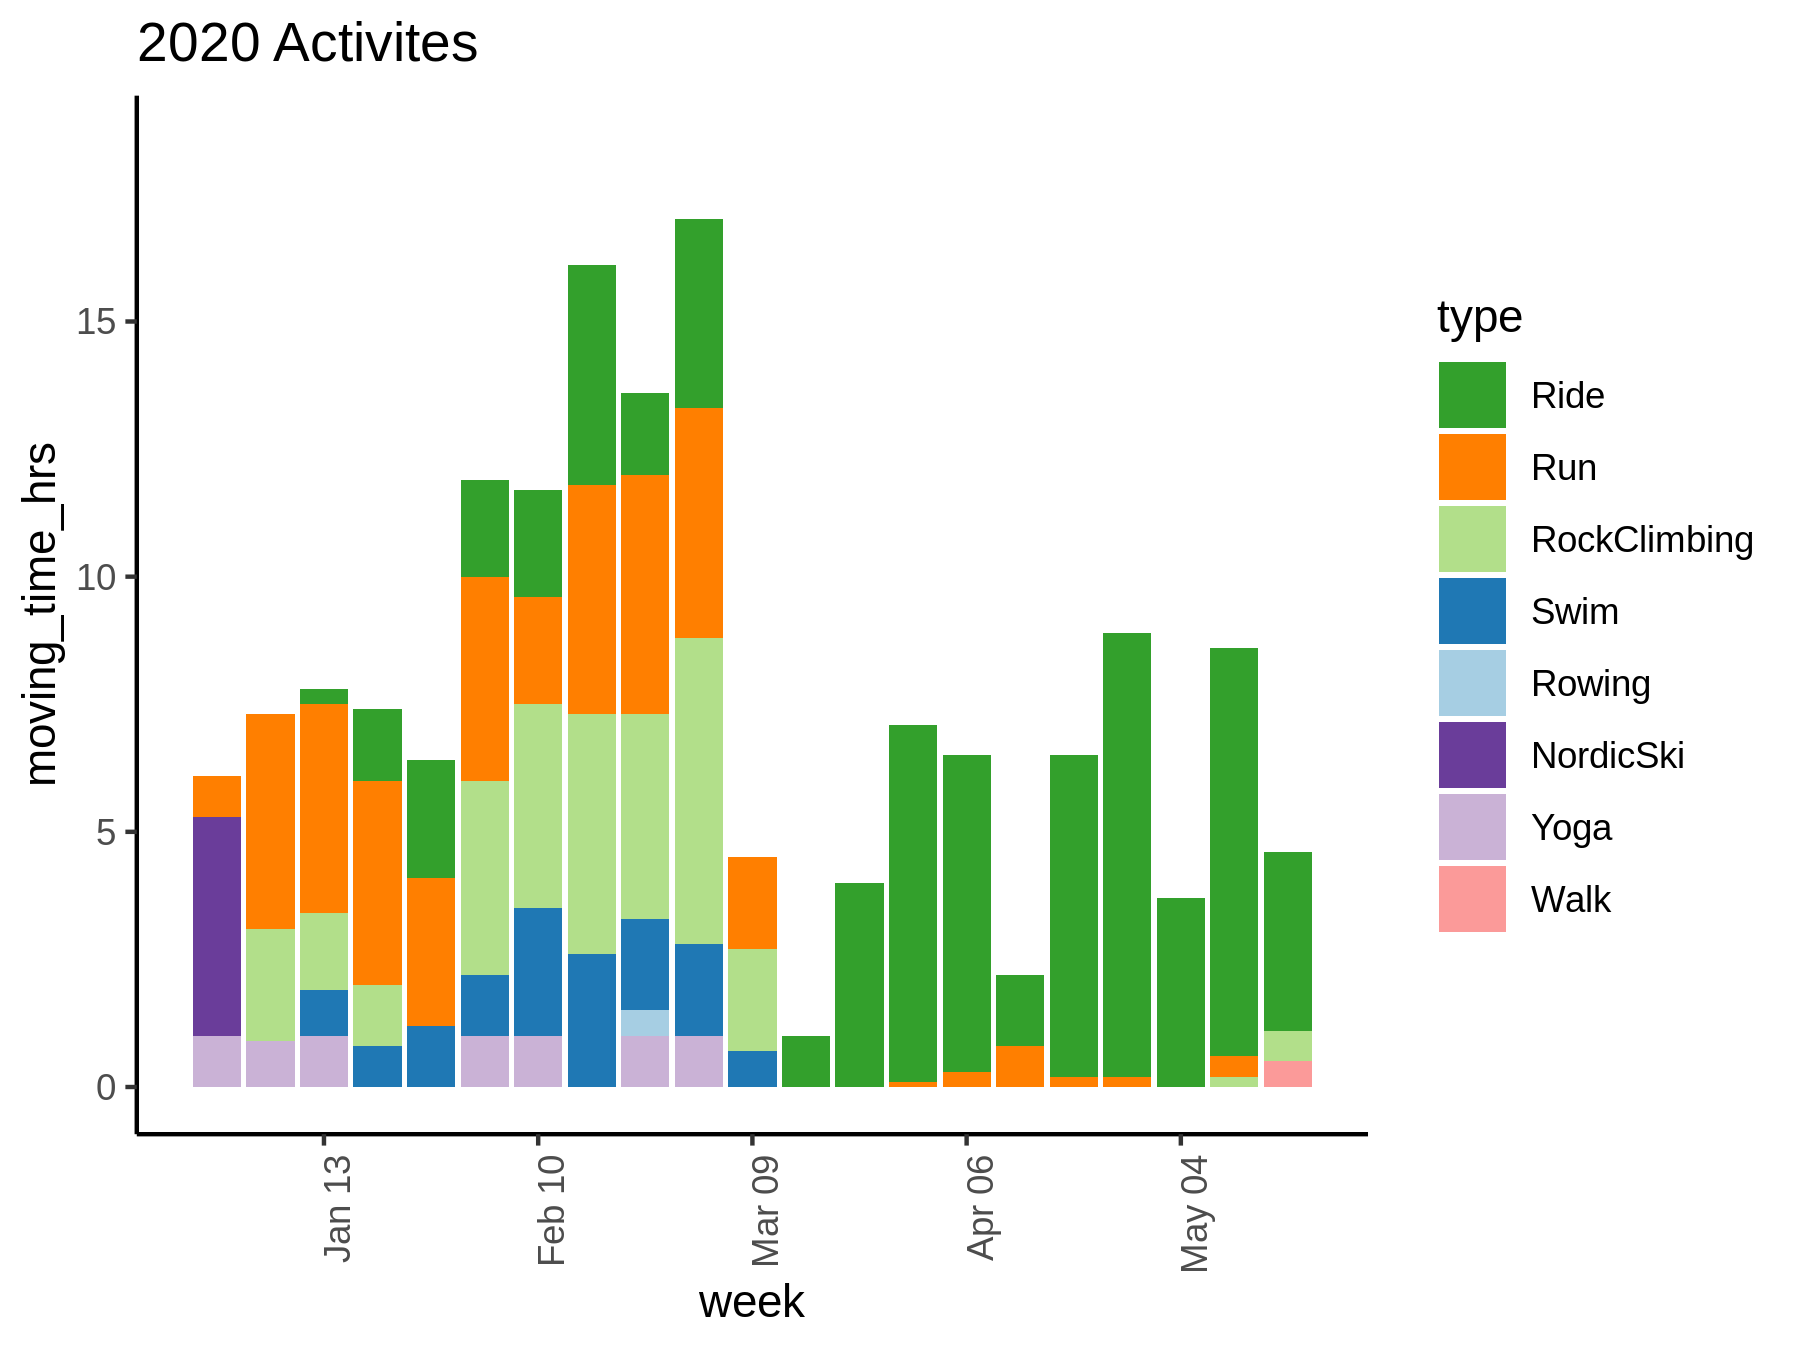 2020 Activites
moving_time_hrs
15
10
5
0
Jan 13
Feb 10
Mar 09
Apr 06
May 04
week
type
Ride
Run
RockClimbing
Swim
Rowing
NordicSki
Yoga
Walk